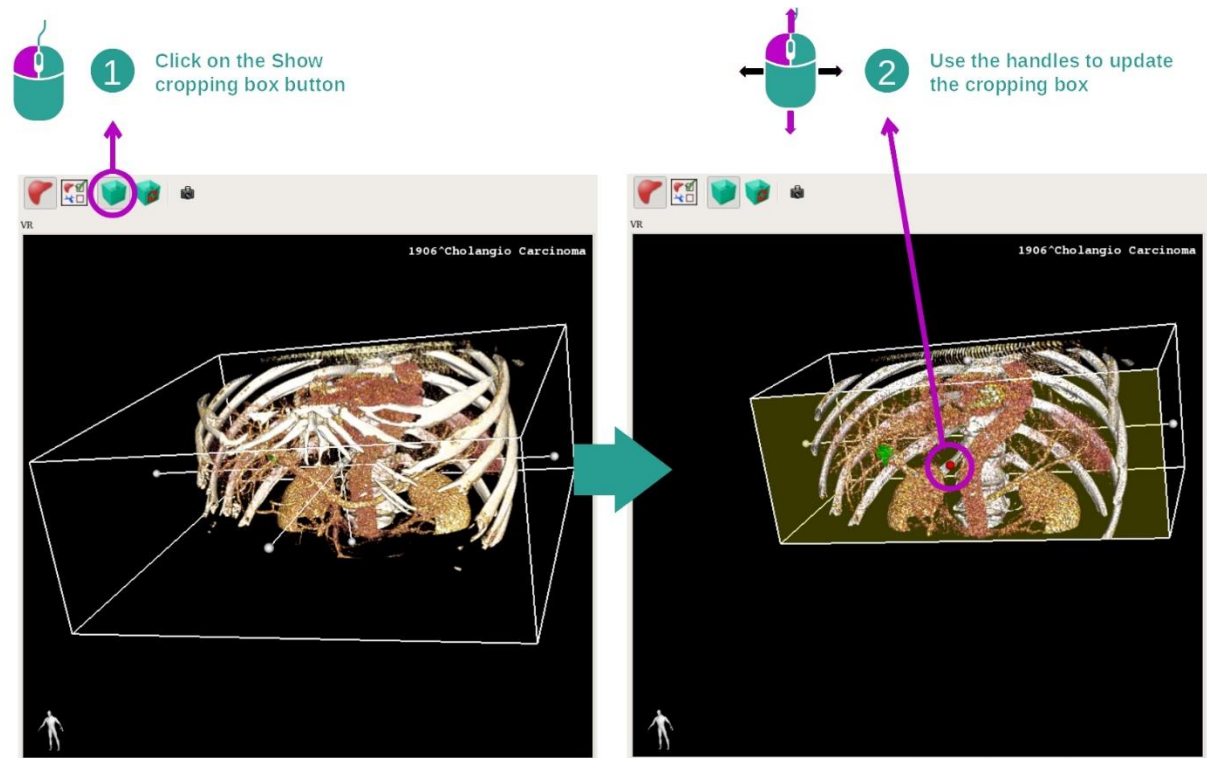 1
Click on the Show
cropping box button
2
Use the handles to update
the cropping box
VR
1906^Cholangio Carcinoma
VR
1906^Cholangio Carcinoma